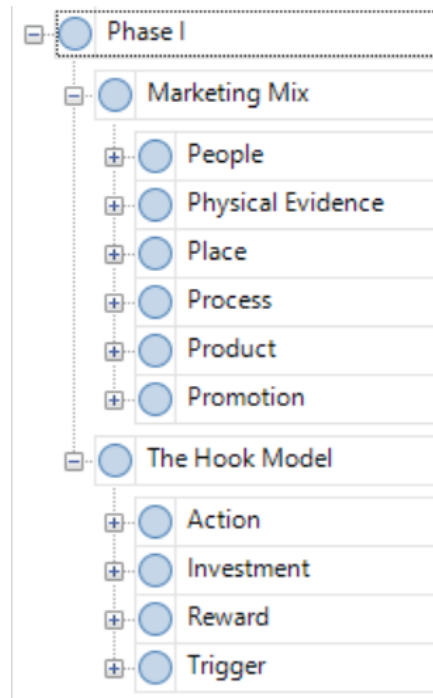 Phase I
Marketing Mix
People
Physical Evidence
Place
Process
Product
Promotion
The Hook Model
Action
Investment
Reward
Trigger